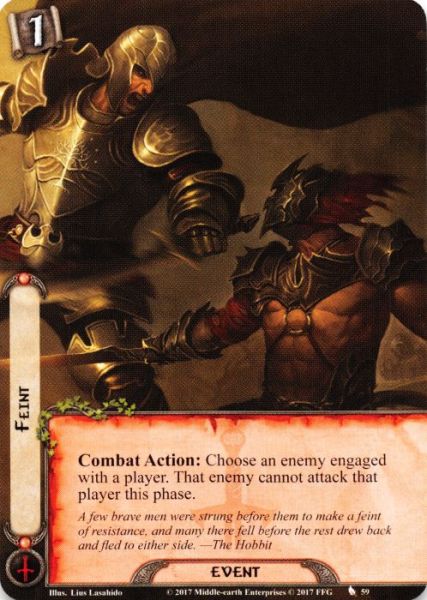 1
Feint
Combat Action: Choose an enemy engaged
with a player. That enemy cannot attack that
player this phase.
A few brave men were strung before them to make a feint
of resistance, and many there fell before the rest drew back
and fled to either side. —The Hobbit
EVENT
Illus. Lius Lasahido © 2017 Middle-earth Enterprises © 2017 FFG 59